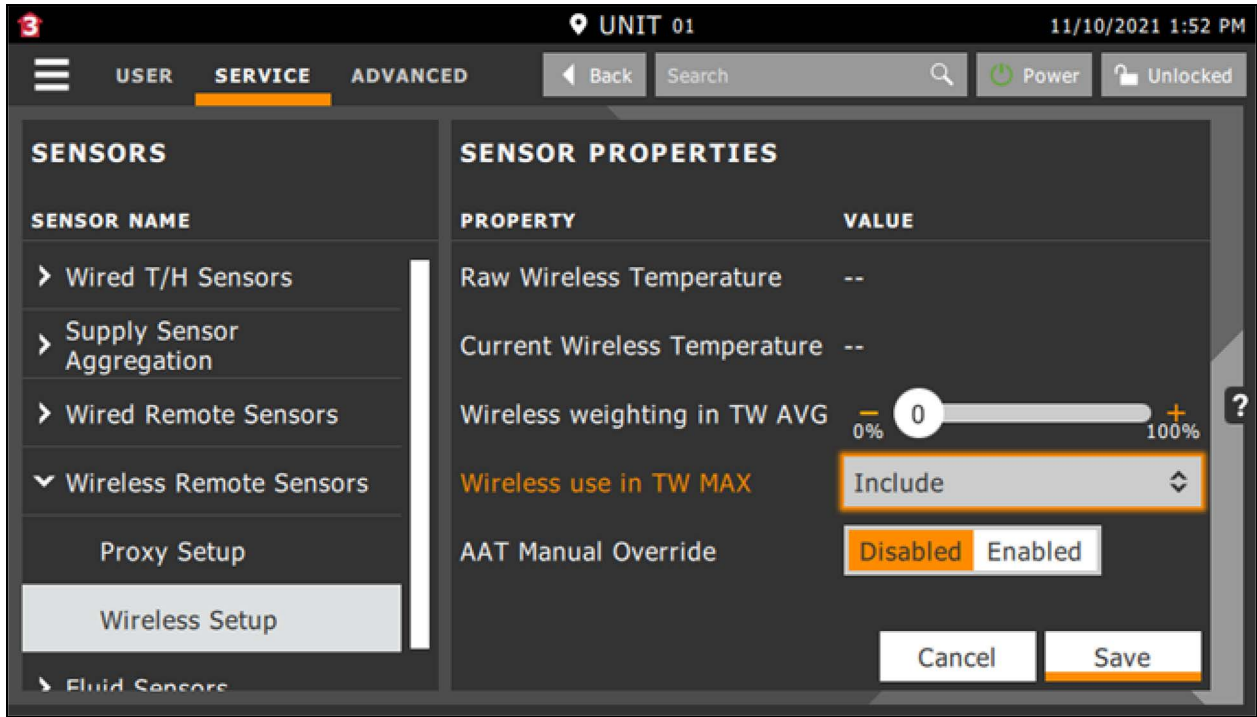 3
UNIT 01
11/10/2021 1:52 PM
USER SERVICE ADVANCED
Back
Search
Power
Unlocked
SENSORS
SENSOR NAME
Wired T/H Sensors
Supply Sensor
Aggregation
Wired Remote Sensors
Wireless Remote Sensors
Proxy Setup
Wireless Setup
Fluid Sensors
SENSOR PROPERTIES
PROPERTY VALUE
Raw Wireless Temperature --
Current Wireless Temperature --
Wireless weighting in TW AVG − 0 +
0% 100%
Wireless use in TW MAX Include
AAT Manual Override Disabled Enabled
Cancel Save
?